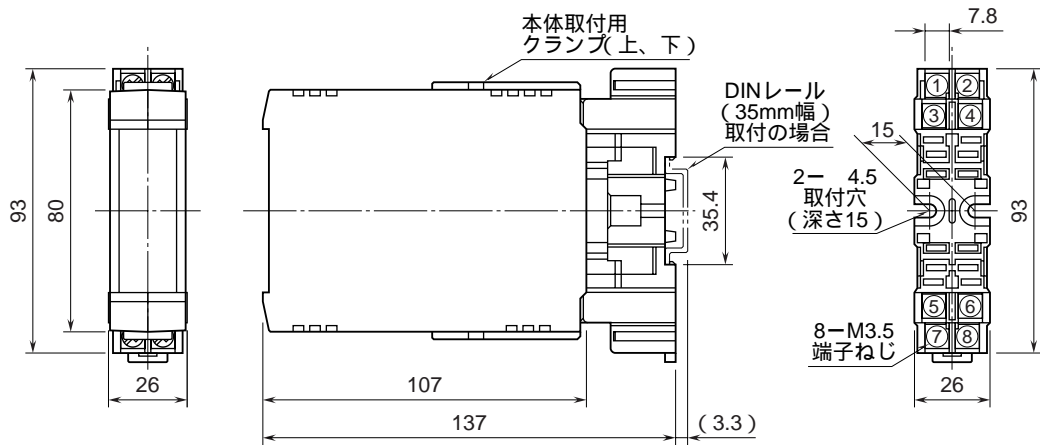 本体取付用
クランプ(上、下)
7.8
DINレール
(35mm幅)
取付の場合
① ②
③ ④
15
2ー 4.5
取付穴
(深さ15)
93
80
35.4
93
⑤ ⑥
⑦ ⑧
8ーM3.5
端子ねじ
26
107
137
(3.3)
26